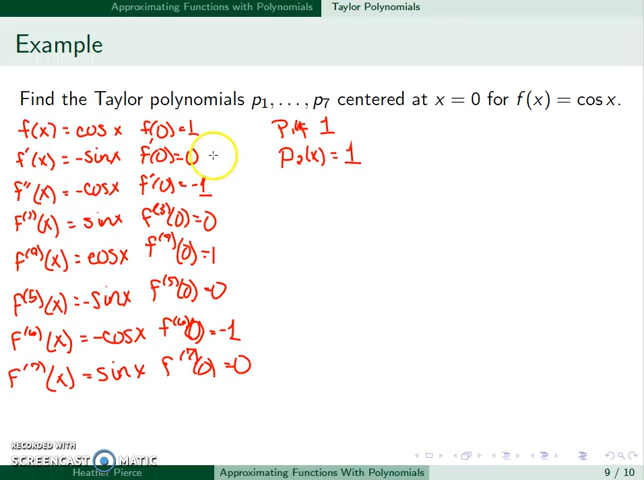 Approximating Functions with Polynomials Taylor Polynomials
Example
Find the Taylor polynomials p₁, . . . , p₇ centered at x = 0 for f(x) = cos x.
f(x) = cos x f(0) = 1
f'(x) = -sin x f'(0) = 0
f''(x) = -cos x f''(0) = -1
f⁽³⁾(x) = sin x f⁽³⁾(0) = 0
f⁽⁴⁾(x) = cos x f⁽⁴⁾(0) = 1
f⁽⁵⁾(x) = -sin x f⁽⁵⁾(0) = 0
f⁽⁶⁾(x) = -cos x f⁽⁶⁾(0) = -1
f⁽⁷⁾(x) = sin x f⁽⁷⁾(0) = 0
1
p₂(x) = 1
RECORDED WITH
SCREENCAST MATIC
Heather Pierce Approximating Functions With Polynomials 9 / 10